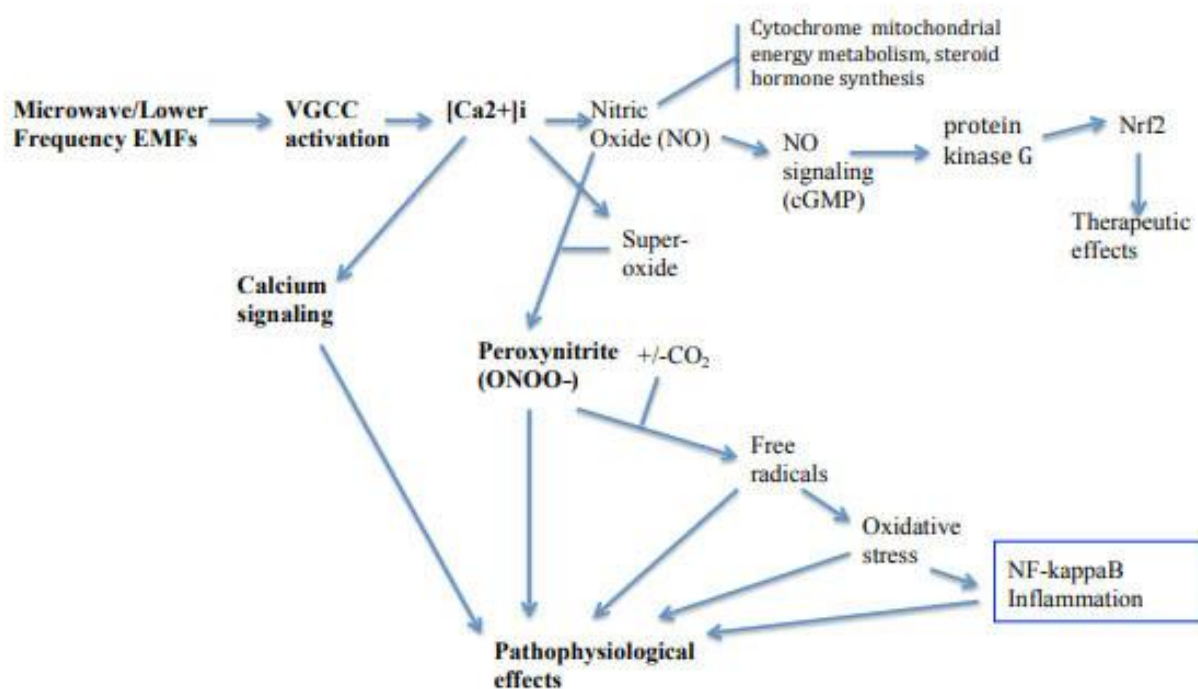 Cytochrome mitochondrial
energy metabolism, steroid
hormone synthesis
Microwave/Lower
Frequency EMFs
VGCC
activation
[Ca2+]i
Nitric
Oxide (NO)
NO
signaling
(cGMP)
protein
kinase G
Nrf2
Therapeutic
effects
Super-
oxide
Calcium
signaling
Peroxynitrite
(ONOO-)
+/-CO₂
Free
radicals
Oxidative
stress
NF-kappaB
Inflammation
Pathophysiological
effects